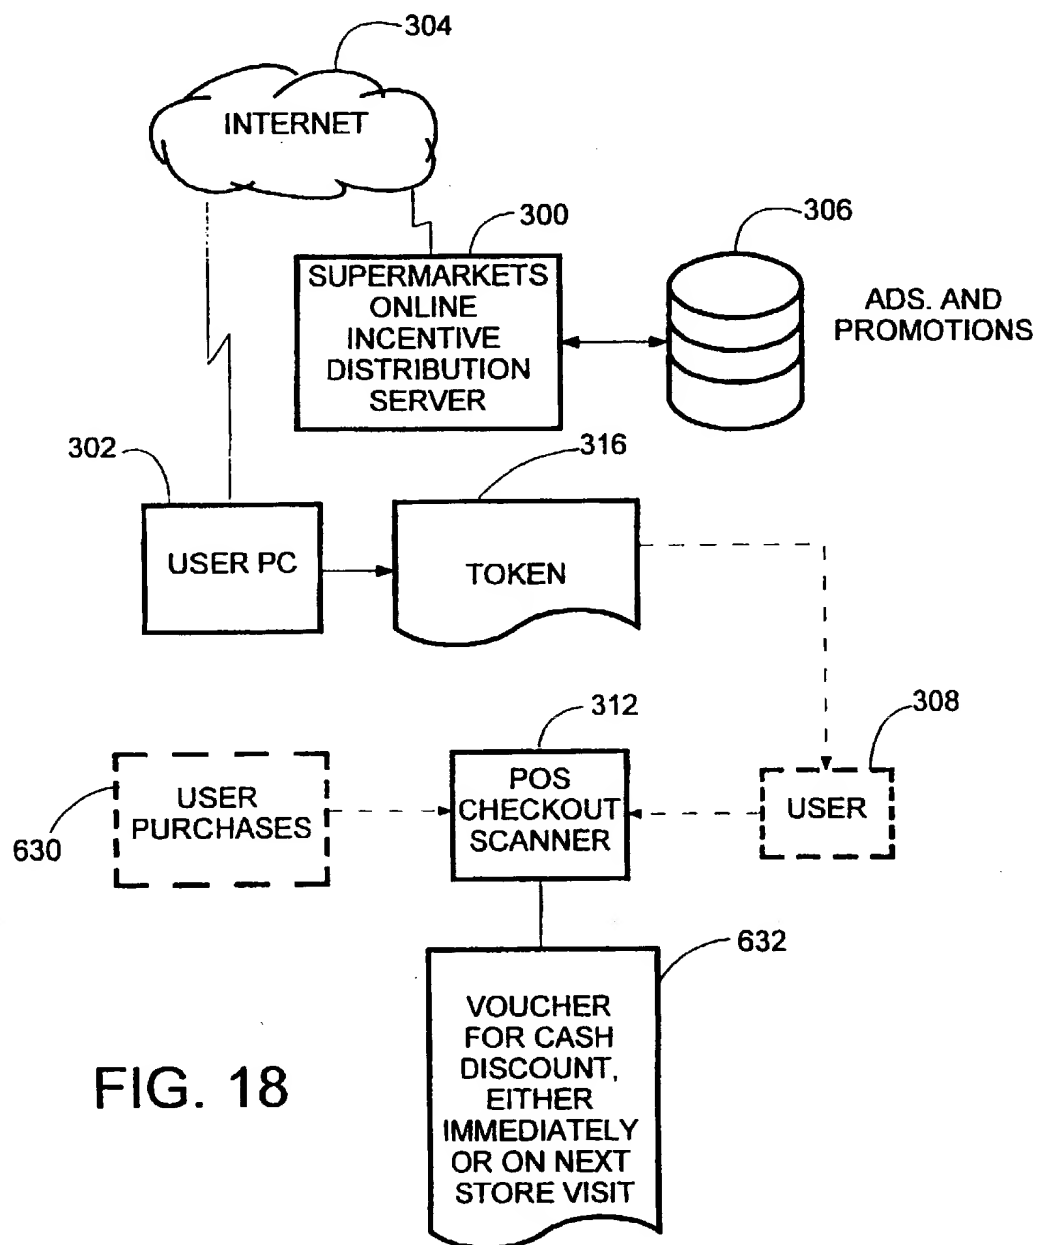 304
INTERNET
300
306
SUPERMARKETS
ONLINE
INCENTIVE
DISTRIBUTION
SERVER
ADS. AND
PROMOTIONS
302
316
USER PC
TOKEN
312
308
USER
PURCHASES
POS
CHECKOUT
SCANNER
USER
630
632
VOUCHER
FOR CASH
DISCOUNT,
EITHER
IMMEDIATELY
OR ON NEXT
STORE VISIT
FIG. 18